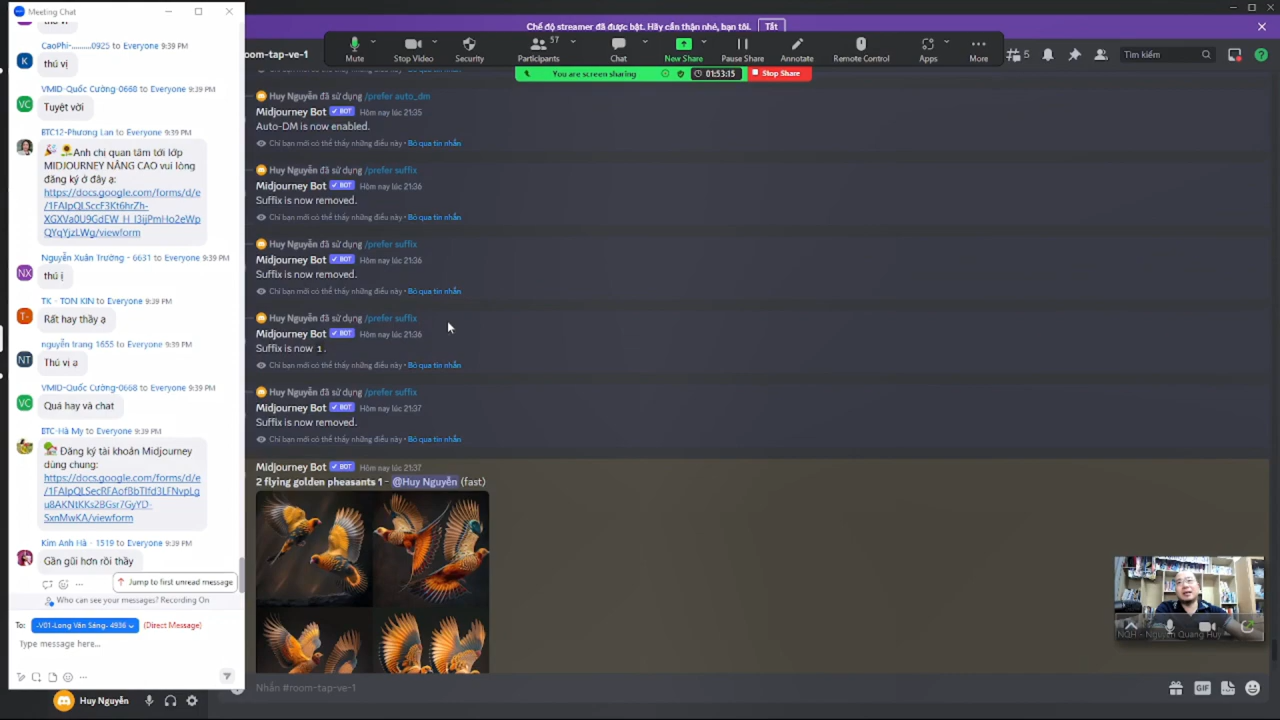 Meeting Chat
thú vị
CaoPhi-.........0925 to Everyone 9:39 PM
K
thú vị
VMID-Quốc Cường-0668 to Everyone 9:39 PM
VC
Tuyệt vời
BTC12-Phương Lan to Everyone 9:39 PM
Anh chị quan tâm tới lớp
MIDJOURNEY NÂNG CAO vui lòng
đăng ký ở đây ạ:
https://docs.google.com/forms/d/e
Nguyễn Xuân Trường - 6631 to Everyone 9:39 PM
NX
thú ị
TK - TON KIN to Everyone 9:39 PM
T-
Rất hay thầy ạ
nguyễn trang 1655 to Everyone 9:39 PM
NT
Thú vị ạ
VMID-Quốc Cường-0668 to Everyone 9:39 PM
VC
Quá hay và chat
BTC-Hà My to Everyone 9:39 PM
Đăng ký tài khoản Midjourney
dùng chung:
https://docs.google.com/forms/d/e
Kim Anh Hà - 1519 to Everyone 9:39 PM
Gần gũi hơn rồi thầy
Jump to first unread message
Who can see your messages? Recording On
To: -V01-Long Văn Sáng- 4936 (Direct Message)
Type message here...
Chế độ streamer đã được bật. Hãy cẩn thận nhé, bạn tôi. Tắt
57
Mute Stop Video Security Participants Chat New Share Pause Share Annotate Remote Control Apps More
oom-tap-ve-1
5
Tìm kiếm
You are screen sharing 01:53:15 Stop Share
Huy Nguyễn đã sử dụng /prefer auto_dm
Midjourney Bot BOT Hôm nay lúc 21:35
Auto-DM is now enabled.
Chỉ bạn mới có thể thấy những điều này • Bỏ qua tin nhắn
Huy Nguyễn đã sử dụng /prefer suffix
Midjourney Bot BOT Hôm nay lúc 21:36
Suffix is now removed.
Chỉ bạn mới có thể thấy những điều này • Bỏ qua tin nhắn
Huy Nguyễn đã sử dụng /prefer suffix
Midjourney Bot BOT Hôm nay lúc 21:36
Suffix is now removed.
Chỉ bạn mới có thể thấy những điều này • Bỏ qua tin nhắn
Huy Nguyễn đã sử dụng /prefer suffix
Midjourney Bot BOT Hôm nay lúc 21:36
Suffix is now 1.
Chỉ bạn mới có thể thấy những điều này • Bỏ qua tin nhắn
Huy Nguyễn đã sử dụng /prefer suffix
Midjourney Bot BOT Hôm nay lúc 21:37
Suffix is now removed.
Chỉ bạn mới có thể thấy những điều này • Bỏ qua tin nhắn
Midjourney Bot BOT Hôm nay lúc 21:37
2 flying golden pheasants 1 - @Huy Nguyễn (fast)
NQH - Nguyễn Quang Huy
Nhắn #room-tap-ve-1
GIF
Huy Nguyễn